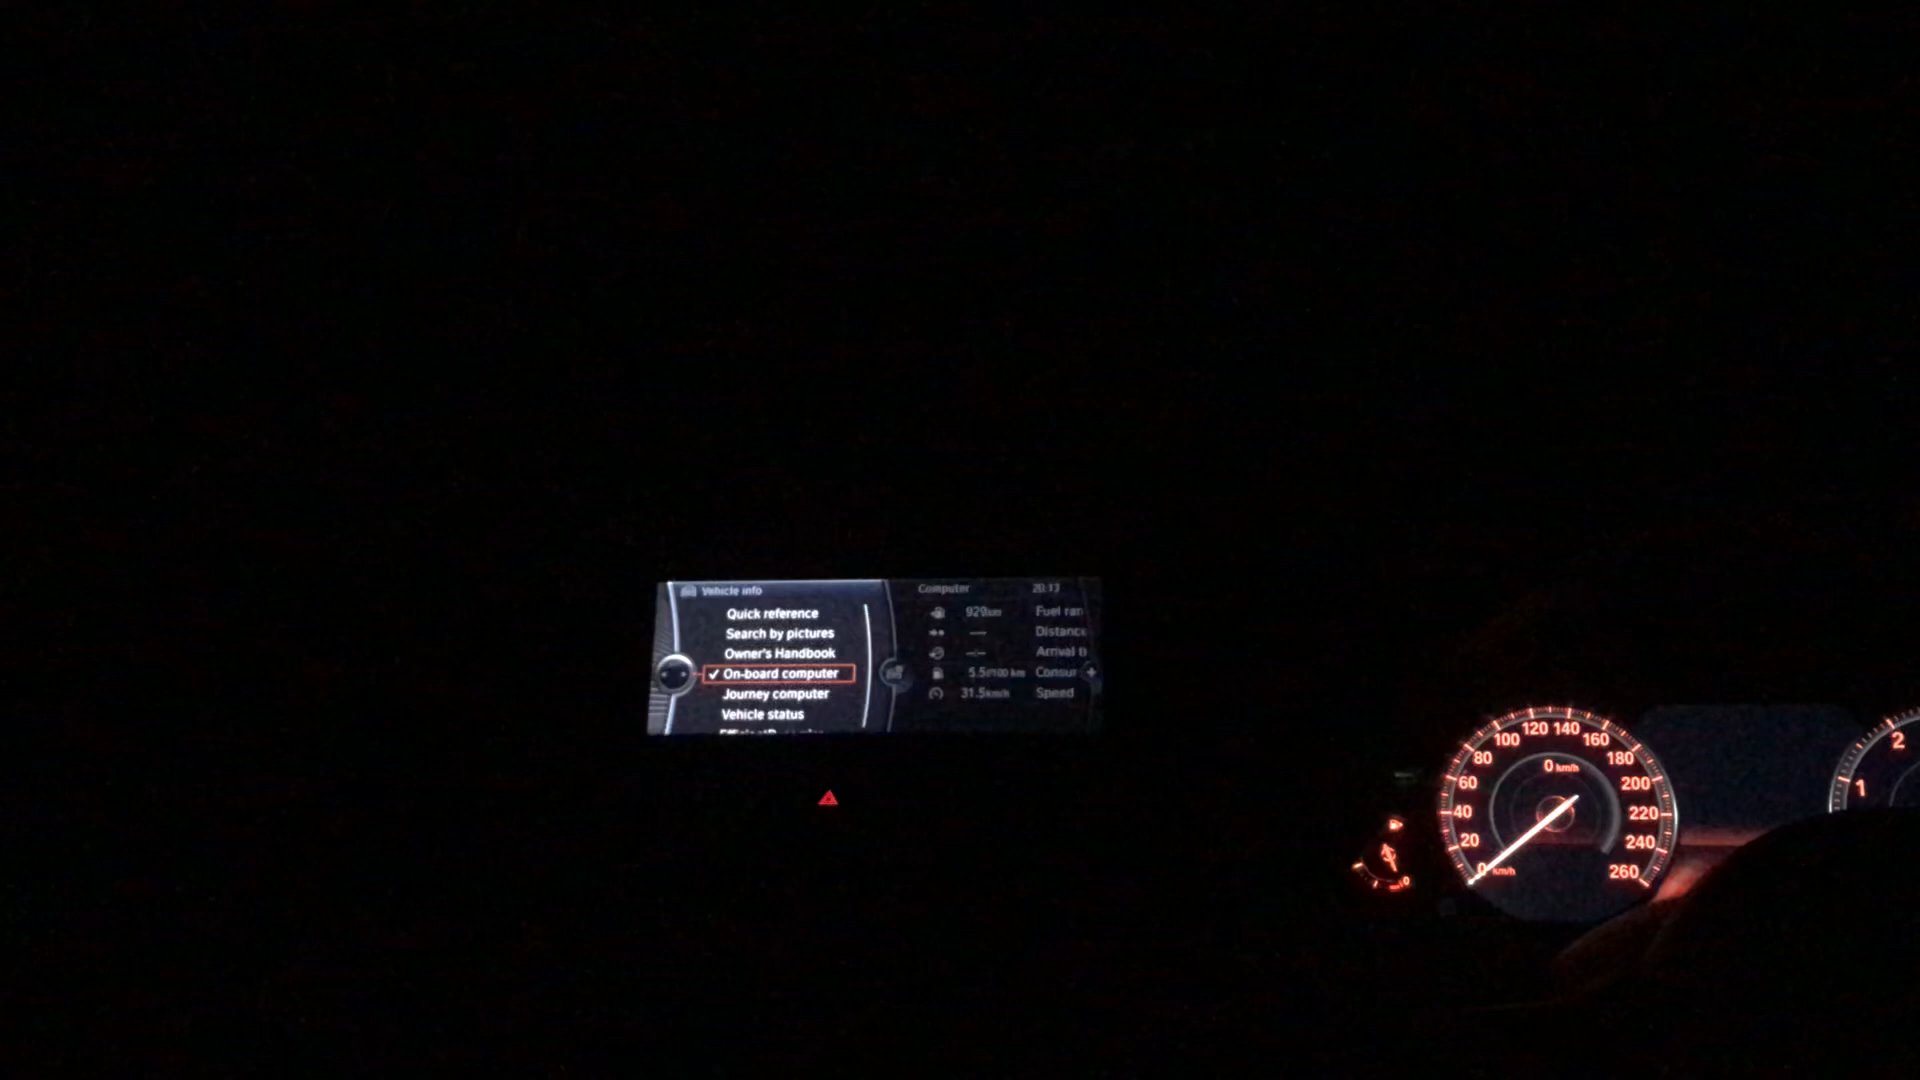 Vehicle info
Quick reference
Search by pictures
Owner's Handbook
✓ On-board computer
Journey computer
Vehicle status
Computer 20:13
929km Fuel ran
--- Distance
--:-- Arrival ti
5.5l/100 km Consur
31.5km/h Speed
0 km/h
0 20 40 60 80 100 120 140 160 180 200 220 240 260
km/h
0
1 2